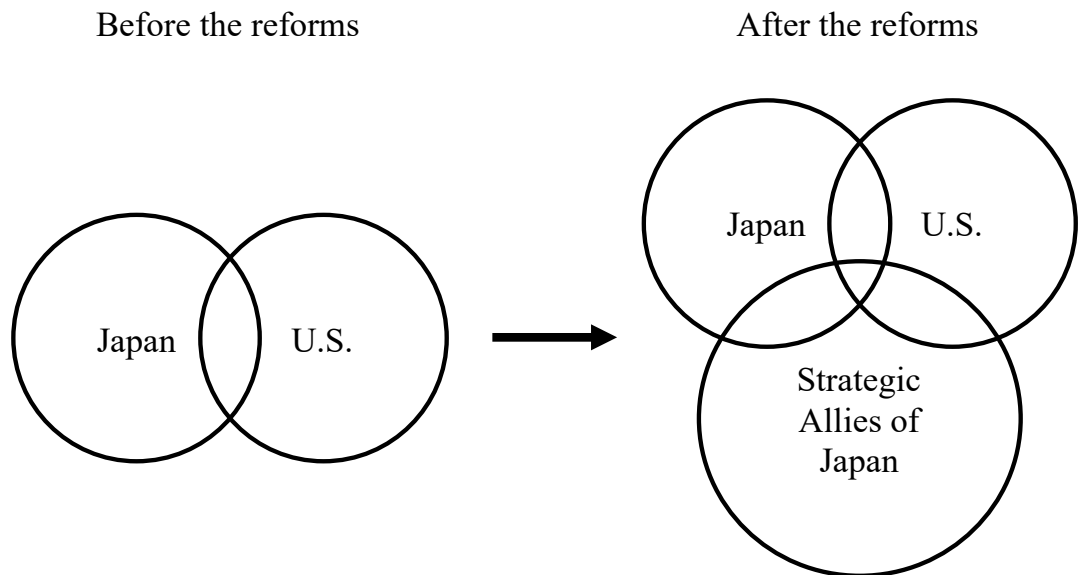 Before the reforms
After the reforms
Japan
U.S.
Japan
U.S.
Strategic
Allies of
Japan